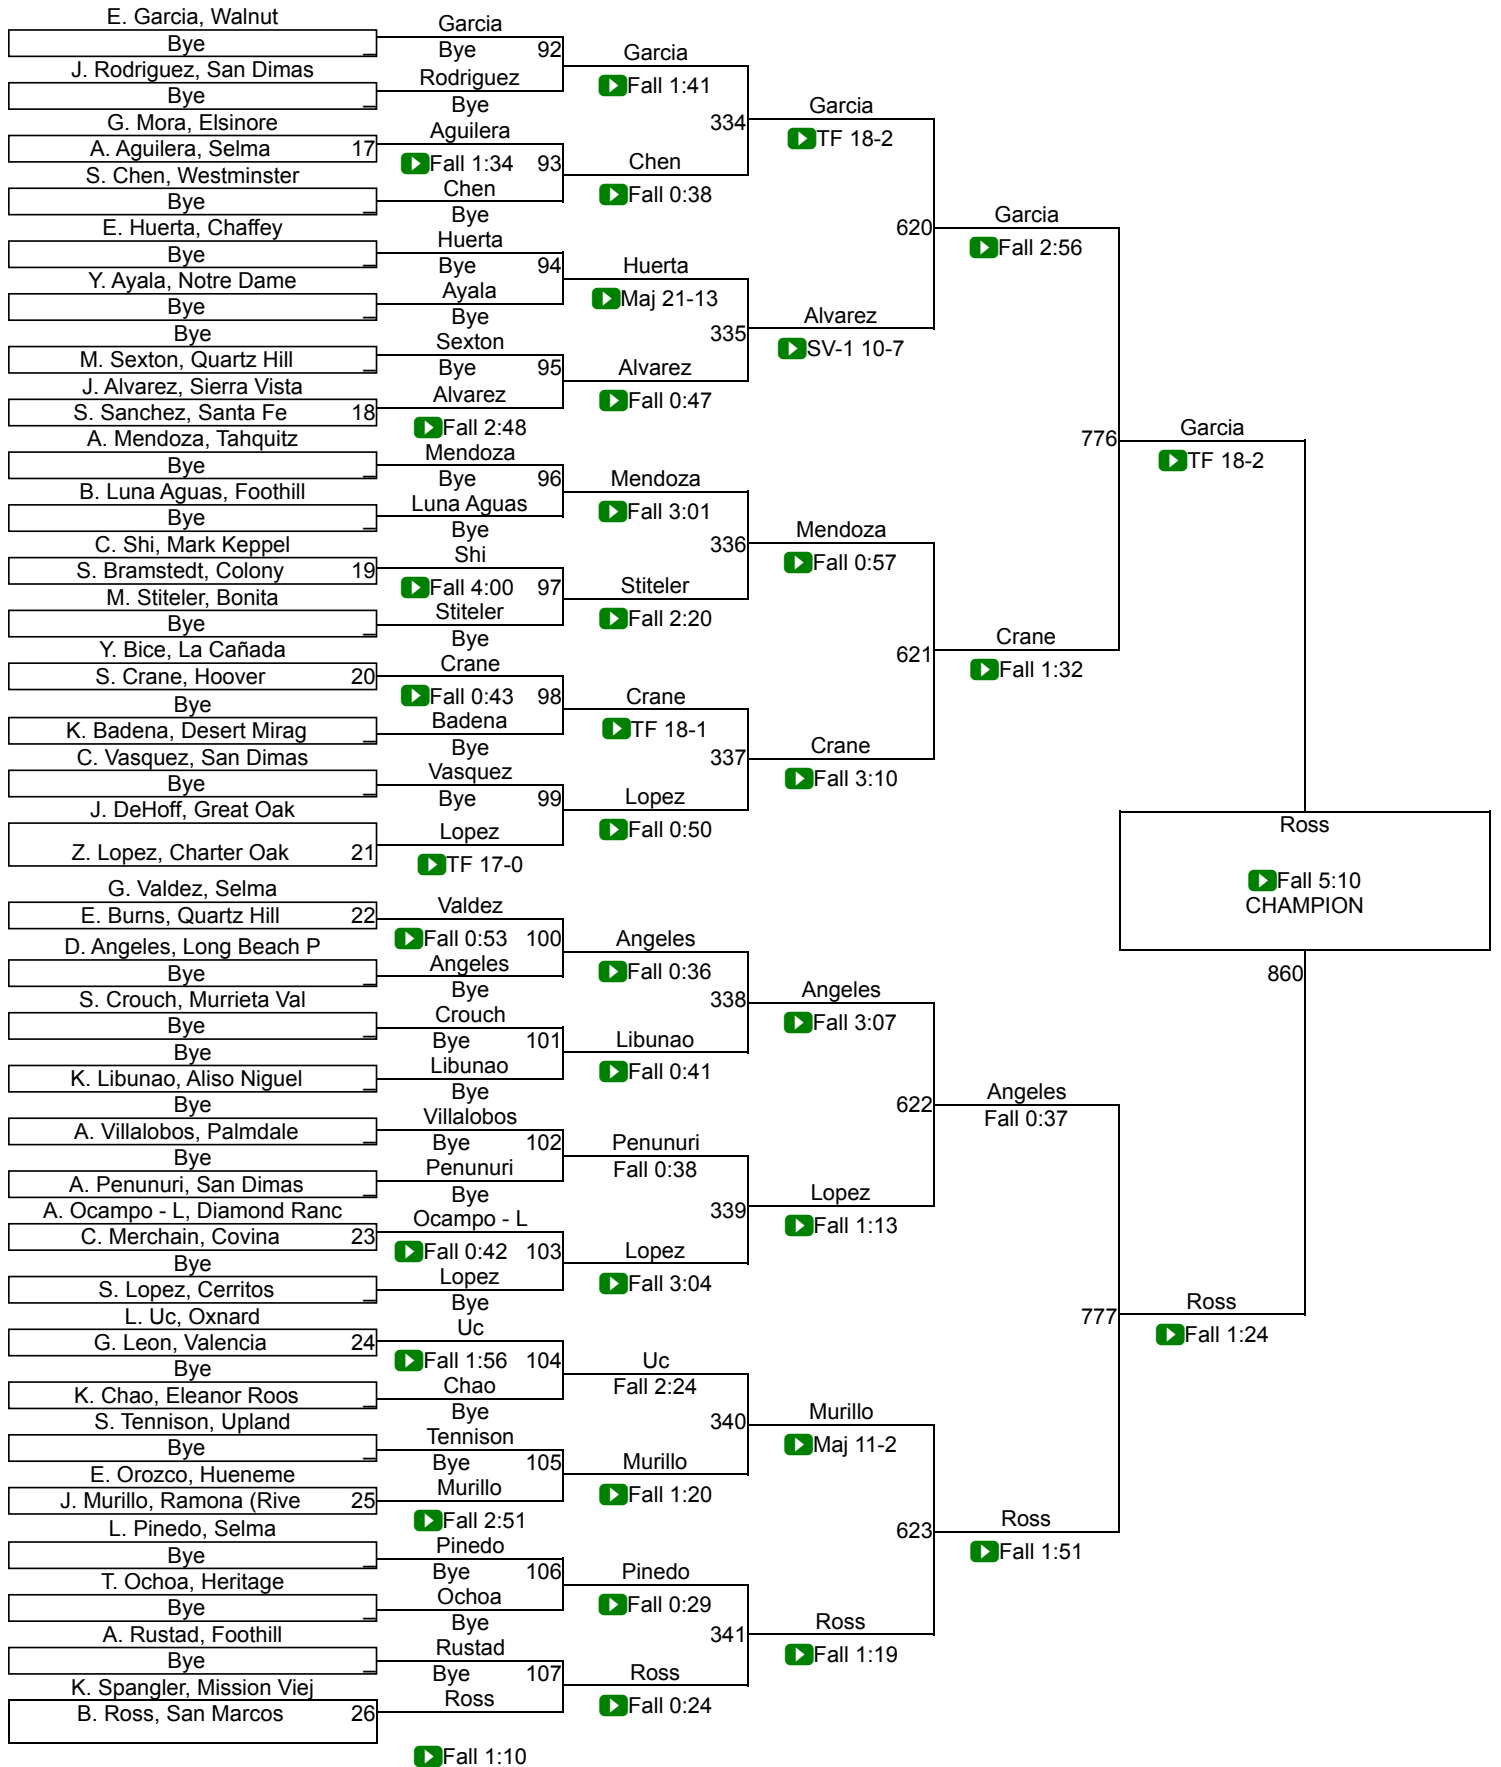 E. Garcia, Walnut
Bye
J. Rodriguez, San Dimas
Bye
G. Mora, Elsinore
A. Aguilera, Selma 17
S. Chen, Westminster
Bye
E. Huerta, Chaffey
Bye
Y. Ayala, Notre Dame
Bye
Bye
M. Sexton, Quartz Hill
J. Alvarez, Sierra Vista
S. Sanchez, Santa Fe 18
A. Mendoza, Tahquitz
Bye
B. Luna Aguas, Foothill
Bye
C. Shi, Mark Keppel
S. Bramstedt, Colony 19
M. Stiteler, Bonita
Bye
Y. Bice, La Cañada
S. Crane, Hoover 20
Bye
K. Badena, Desert Mirag
C. Vasquez, San Dimas
Bye
J. DeHoff, Great Oak
Z. Lopez, Charter Oak 21
G. Valdez, Selma
E. Burns, Quartz Hill 22
D. Angeles, Long Beach P
Bye
S. Crouch, Murrieta Val
Bye
Bye
K. Libunao, Aliso Niguel
Bye
A. Villalobos, Palmdale
Bye
A. Penunuri, San Dimas
A. Ocampo - L, Diamond Ranc
C. Merchain, Covina 23
Bye
S. Lopez, Cerritos
L. Uc, Oxnard
G. Leon, Valencia 24
Bye
K. Chao, Eleanor Roos
S. Tennison, Upland
Bye
E. Orozco, Hueneme
J. Murillo, Ramona (Rive 25
L. Pinedo, Selma
Bye
T. Ochoa, Heritage
Bye
A. Rustad, Foothill
Bye
K. Spangler, Mission Viej
B. Ross, San Marcos 26
Garcia
Bye 92
Rodriguez
Bye
Aguilera
Fall 1:34 93
Chen
Bye
Huerta
Bye 94
Ayala
Bye
Sexton
Bye 95
Alvarez
Fall 2:48
Mendoza
Bye 96
Luna Aguas
Bye
Shi
Fall 4:00 97
Stiteler
Bye
Crane
Fall 0:43 98
Badena
Bye
Vasquez
Bye 99
Lopez
TF 17-0
Valdez
Fall 0:53 100
Angeles
Bye
Crouch
Bye 101
Libunao
Bye
Villalobos
Bye 102
Penunuri
Bye
Ocampo - L
Fall 0:42 103
Lopez
Bye
Uc
Fall 1:56 104
Chao
Bye
Tennison
Bye 105
Murillo
Fall 2:51
Pinedo
Bye 106
Ochoa
Bye
Rustad
Bye 107
Ross
Fall 1:10
Garcia
Fall 1:41
334
Chen
Fall 0:38
Huerta
Maj 21-13
335
Alvarez
Fall 0:47
Mendoza
Fall 3:01
336
Stiteler
Fall 2:20
Crane
TF 18-1
337
Lopez
Fall 0:50
Angeles
Fall 0:36
338
Libunao
Fall 0:41
Penunuri
Fall 0:38
339
Lopez
Fall 3:04
Uc
Fall 2:24
340
Murillo
Fall 1:20
Pinedo
Fall 0:29
341
Ross
Fall 0:24
Garcia
TF 18-2
620
Alvarez
SV-1 10-7
Mendoza
Fall 0:57
621
Crane
Fall 3:10
Angeles
Fall 3:07
622
Lopez
Fall 1:13
Murillo
Maj 11-2
623
Ross
Fall 1:19
Garcia
Fall 2:56
776
Crane
Fall 1:32
Angeles
Fall 0:37
777
Ross
Fall 1:51
Garcia
TF 18-2
Ross
Fall 5:10
CHAMPION
860
Ross
Fall 1:24